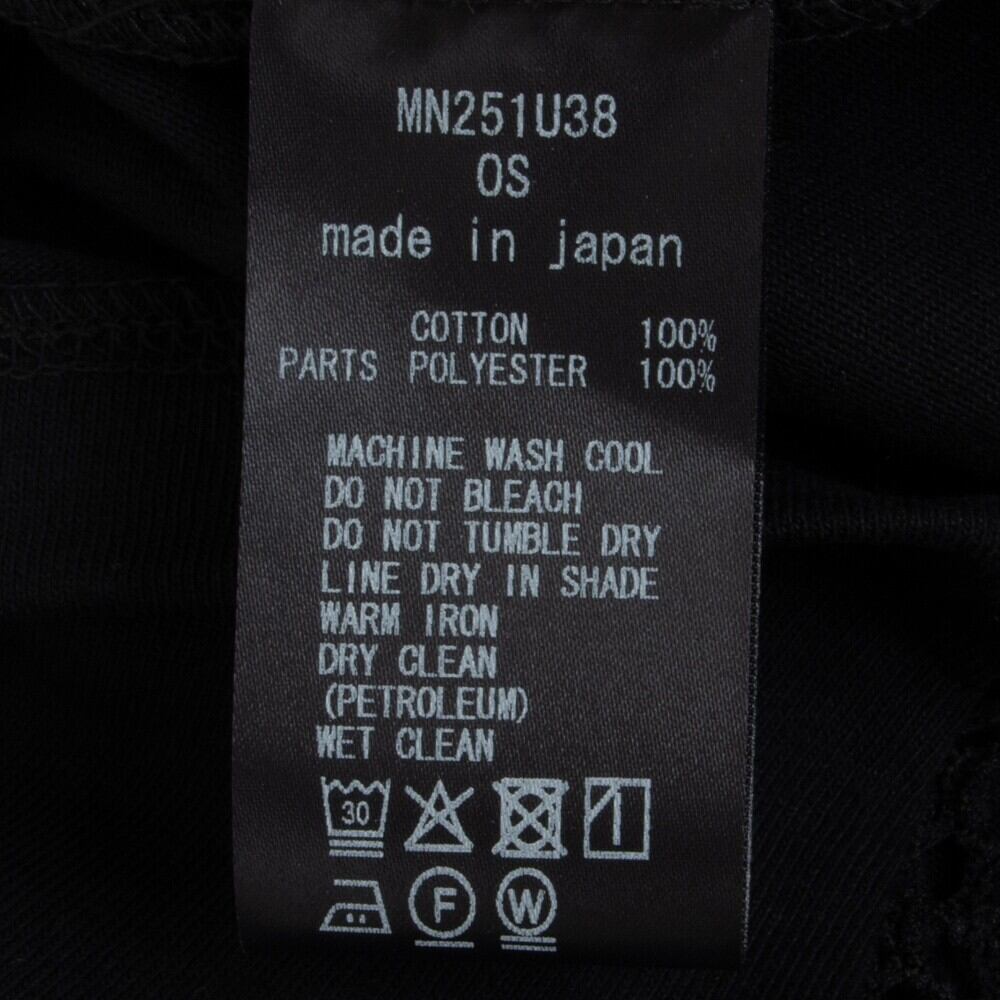 MN251U38
OS
made in japan
COTTON 100%
PARTS POLYESTER 100%
MACHINE WASH COOL
DO NOT BLEACH
DO NOT TUMBLE DRY
LINE DRY IN SHADE
WARM IRON
DRY CLEAN
(PETROLEUM)
WET CLEAN
30
F W